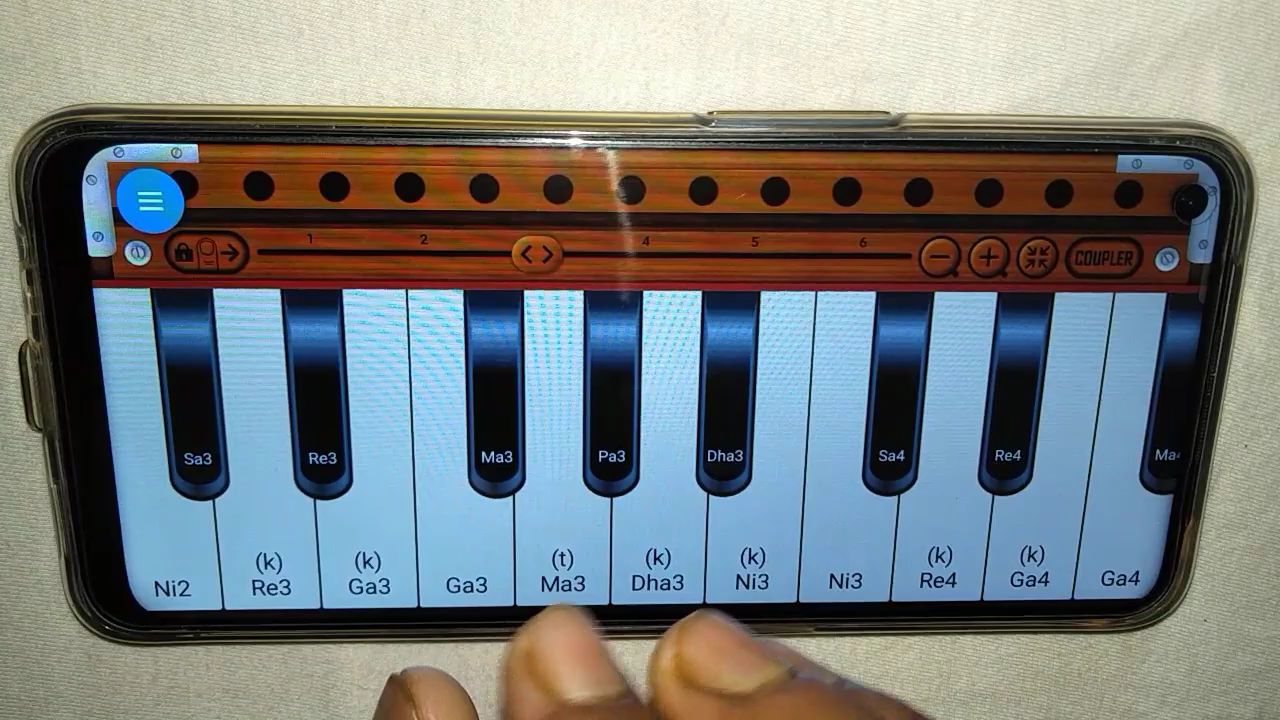 1 2 4 5 6
COUPLER
Sa3 Re3 Ma3 Pa3 Dha3 Sa4 Re4 Ma4
(k) (k) (t) (k) (k) (k) (k)
Ni2 Re3 Ga3 Ga3 Ma3 Dha3 Ni3 Ni3 Re4 Ga4 Ga4